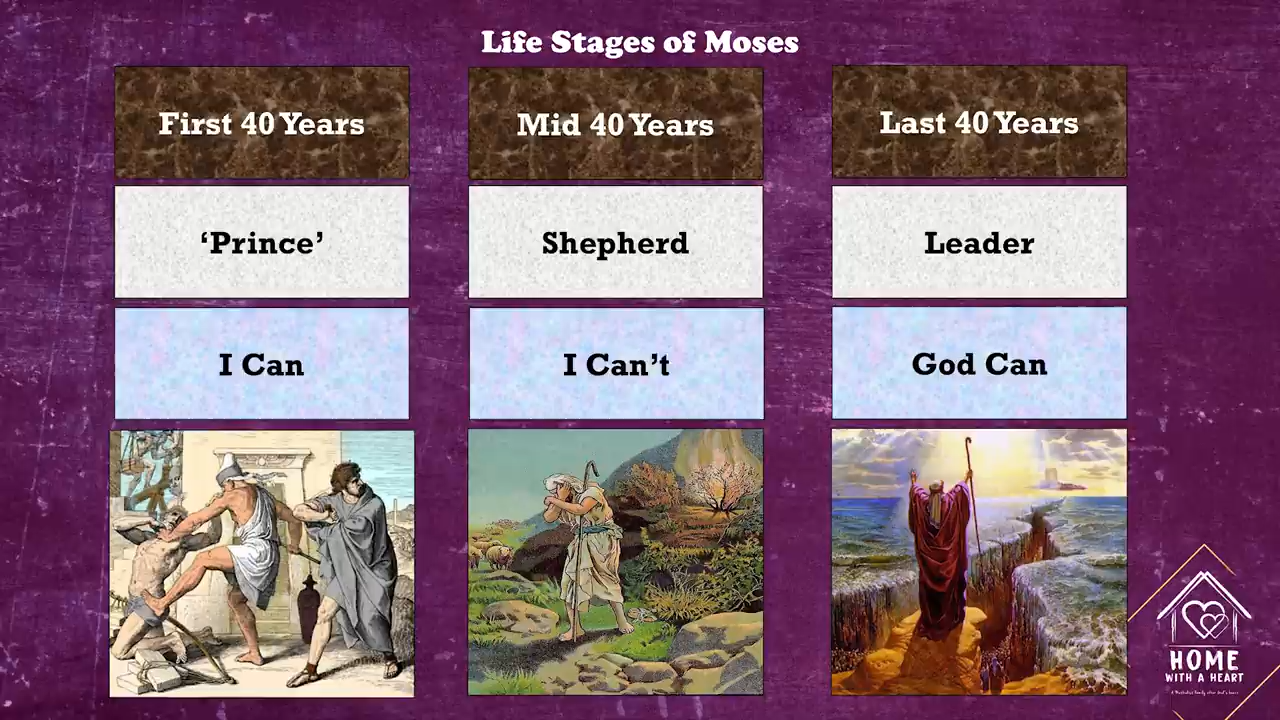 Life Stages of Moses
First 40 Years
Mid 40 Years
Last 40 Years
‘Prince’
Shepherd
Leader
I Can
I Can’t
God Can
HOME
WITH A HEART